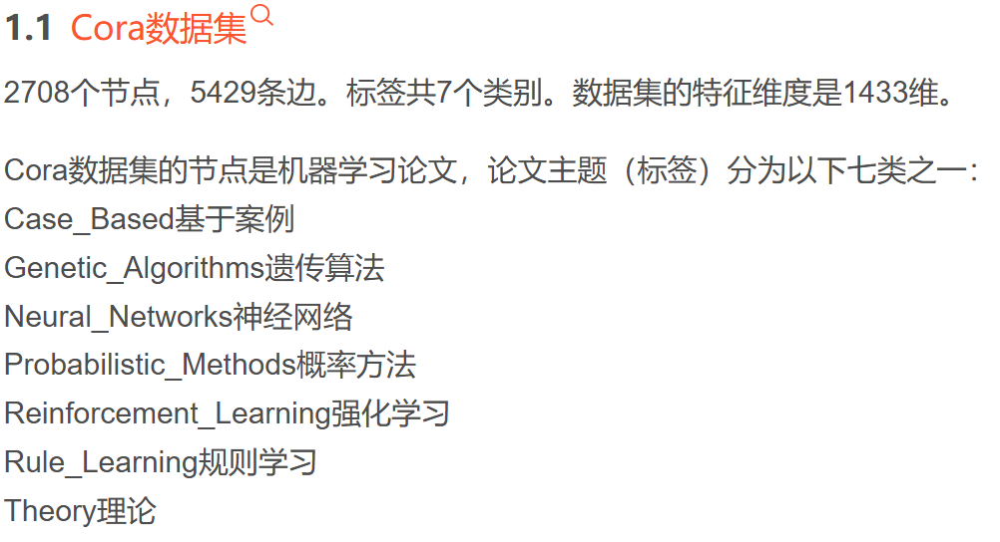 1.1 Cora数据集
2708个节点，5429条边。标签共7个类别。数据集的特征维度是1433维。
Cora数据集的节点是机器学习论文，论文主题（标签）分为以下七类之一：
Case_Based基于案例
Genetic_Algorithms遗传算法
Neural_Networks神经网络
Probabilistic_Methods概率方法
Reinforcement_Learning强化学习
Rule_Learning规则学习
Theory理论